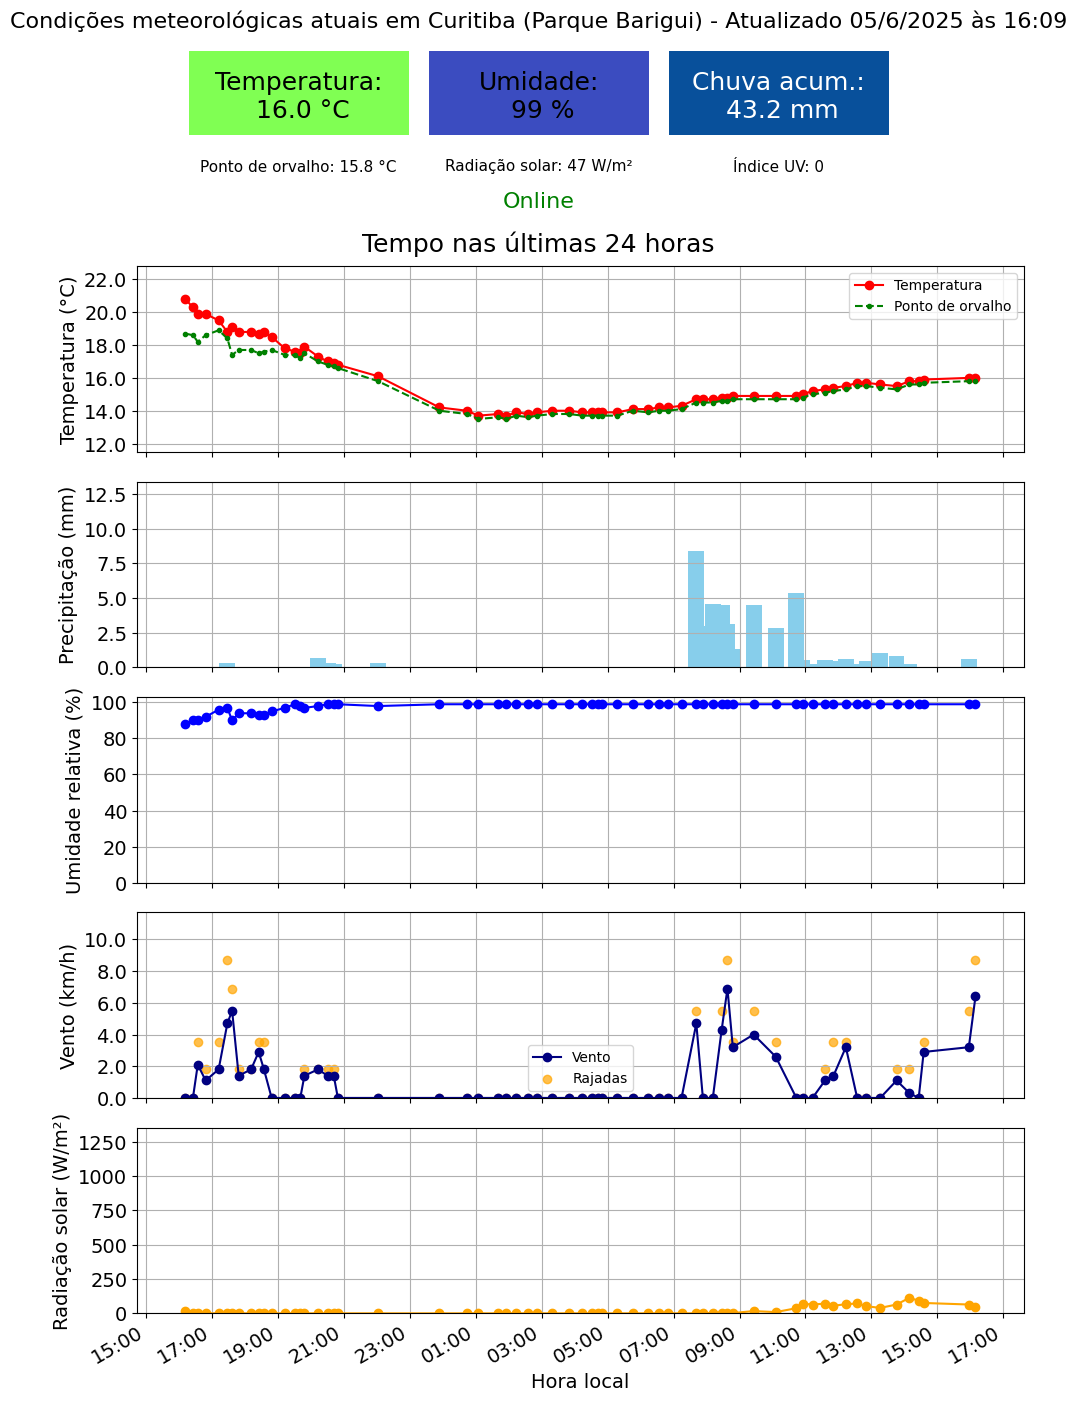 Condições meteorológicas atuais em Curitiba (Parque Barigui) - Atualizado 05/6/2025 às 16:09
Temperatura:
16.0 °C
Umidade:
99 %
Chuva acum.:
43.2 mm
Ponto de orvalho: 15.8 °C
Radiação solar: 47 W/m²
Índice UV: 0
Online
Tempo nas últimas 24 horas
Temperatura (°C)
22.0
20.0
18.0
16.0
14.0
12.0
Temperatura
Ponto de orvalho
Precipitação (mm)
12.5
10.0
7.5
5.0
2.5
0.0
Umidade relativa (%)
100
80
60
40
20
0
Vento (km/h)
10.0
8.0
6.0
4.0
2.0
0.0
Vento
Rajadas
Radiação solar (W/m²)
1250
1000
750
500
250
0
15:00
17:00
19:00
21:00
23:00
01:00
03:00
05:00
07:00
09:00
11:00
13:00
15:00
17:00
Hora local